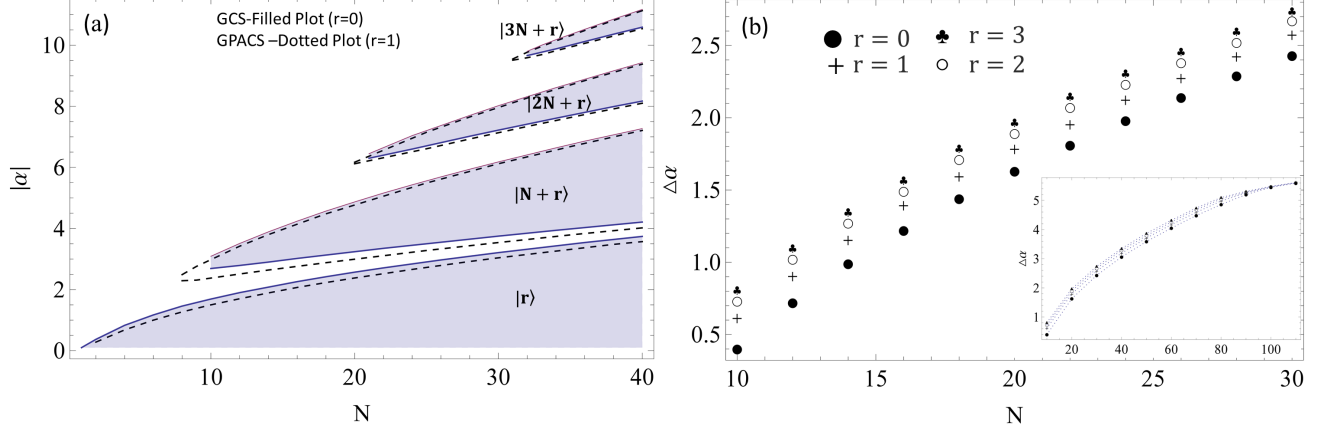 (a)
GCS-Filled Plot (r=0)
GPACS –Dotted Plot (r=1)
|3N + r⟩
|2N + r⟩
|N + r⟩
|r⟩
|α|
10
8
6
4
2
0
10 20 30 40
N
(b)
r = 0 r = 3
r = 1 r = 2
△α
2.5
2.0
1.5
1.0
0.5
10 15 20 25 30
N
△α
5
4
3
2
1
20 40 60 80 100